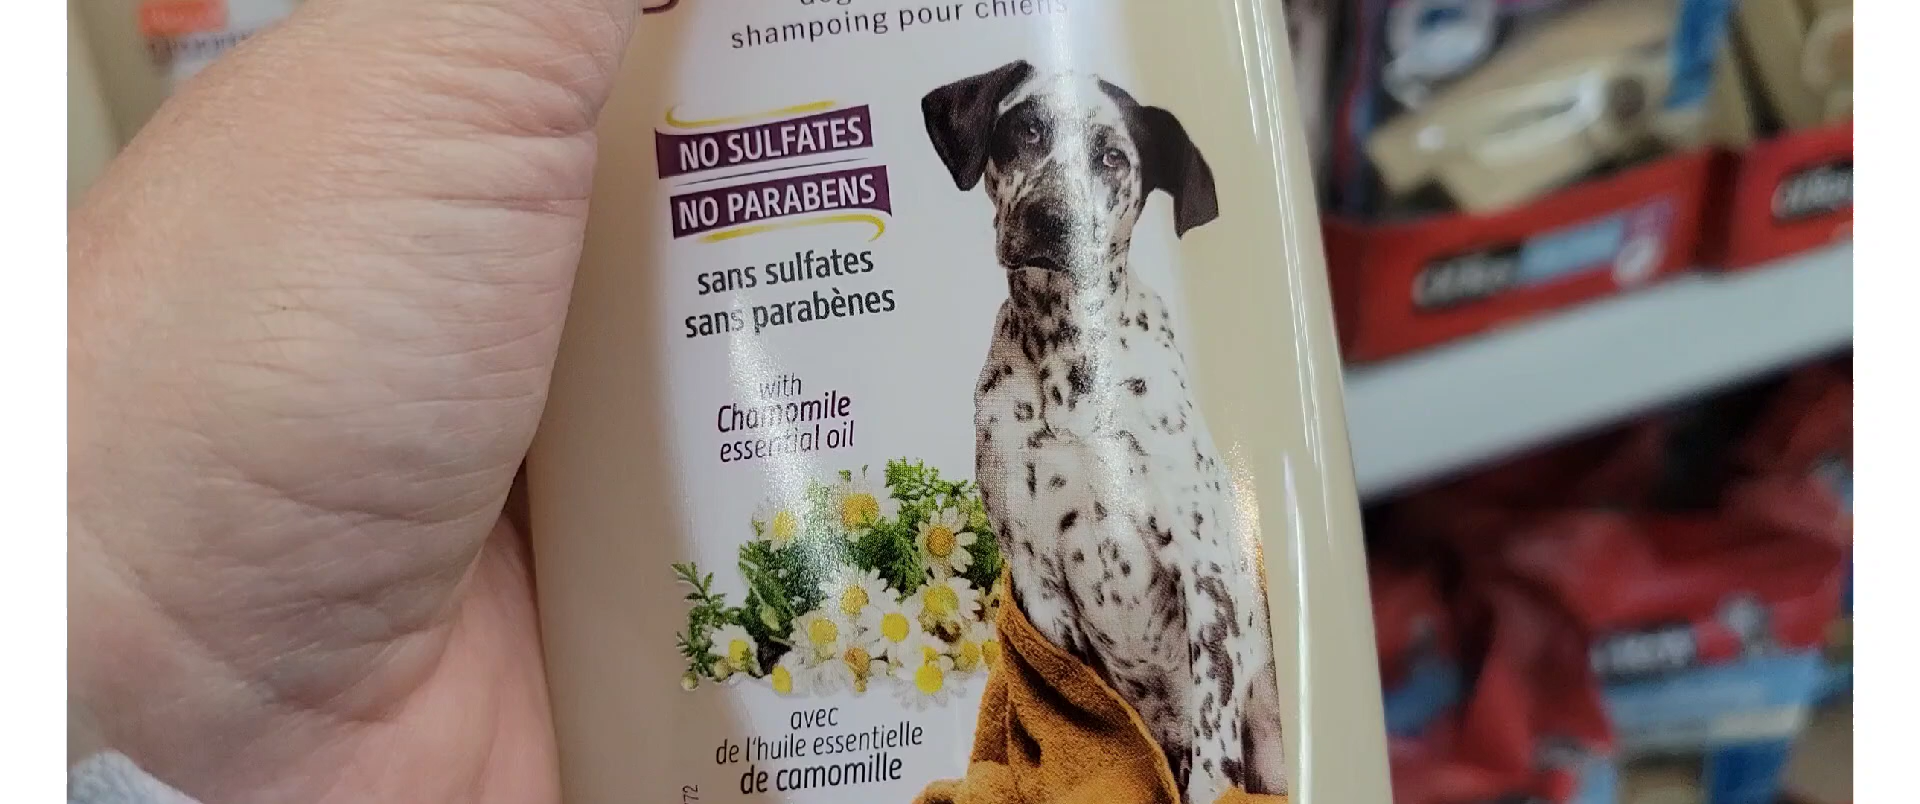 shampoing pour chiens
NO SULFATES
NO PARABENS
sans sulfates
sans parabènes
with
Chamomile
essential oil
avec
de l'huile essentielle
de camomille
72